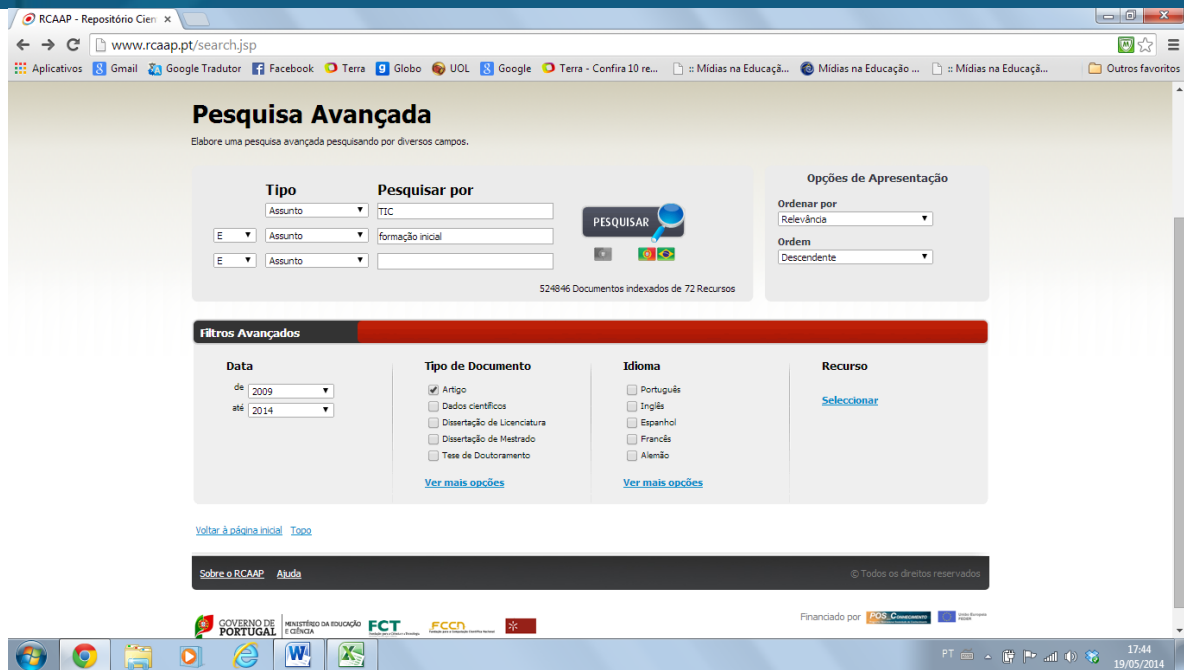 RCAAP - Repositório Cien
www.rcaap.pt/search.jsp
Aplicativos Gmail Google Tradutor Facebook Terra Globo UOL Google Terra - Confira 10 re... :: Mídias na Educaçã... Mídias na Educação ... :: Mídias na Educaçã... Outros favoritos
Pesquisa Avançada
Elabore uma pesquisa avançada pesquisando por diversos campos.
Tipo Pesquisar por
Assunto TIC
E Assunto formação inicial
E Assunto
PESQUISAR
524846 Documentos indexados de 72 Recursos
Opções de Apresentação
Ordenar por
Relevância
Ordem
Descendente
Filtros Avançados
Data
de 2009
até 2014
Tipo de Documento
Artigo
Dados científicos
Dissertação de Licenciatura
Dissertação de Mestrado
Tese de Doutoramento
Ver mais opções
Idioma
Português
Inglês
Espanhol
Francês
Alemão
Ver mais opções
Recurso
Seleccionar
Voltar à página inicial Topo
Sobre o RCAAP Ajuda © Todos os direitos reservados
GOVERNO DE
PORTUGAL
MINISTÉRIO DA EDUCAÇÃO
E CIÊNCIA
FCT
FCCN
Financiado por POS_Conhecimento
PT 17:44
19/05/2014